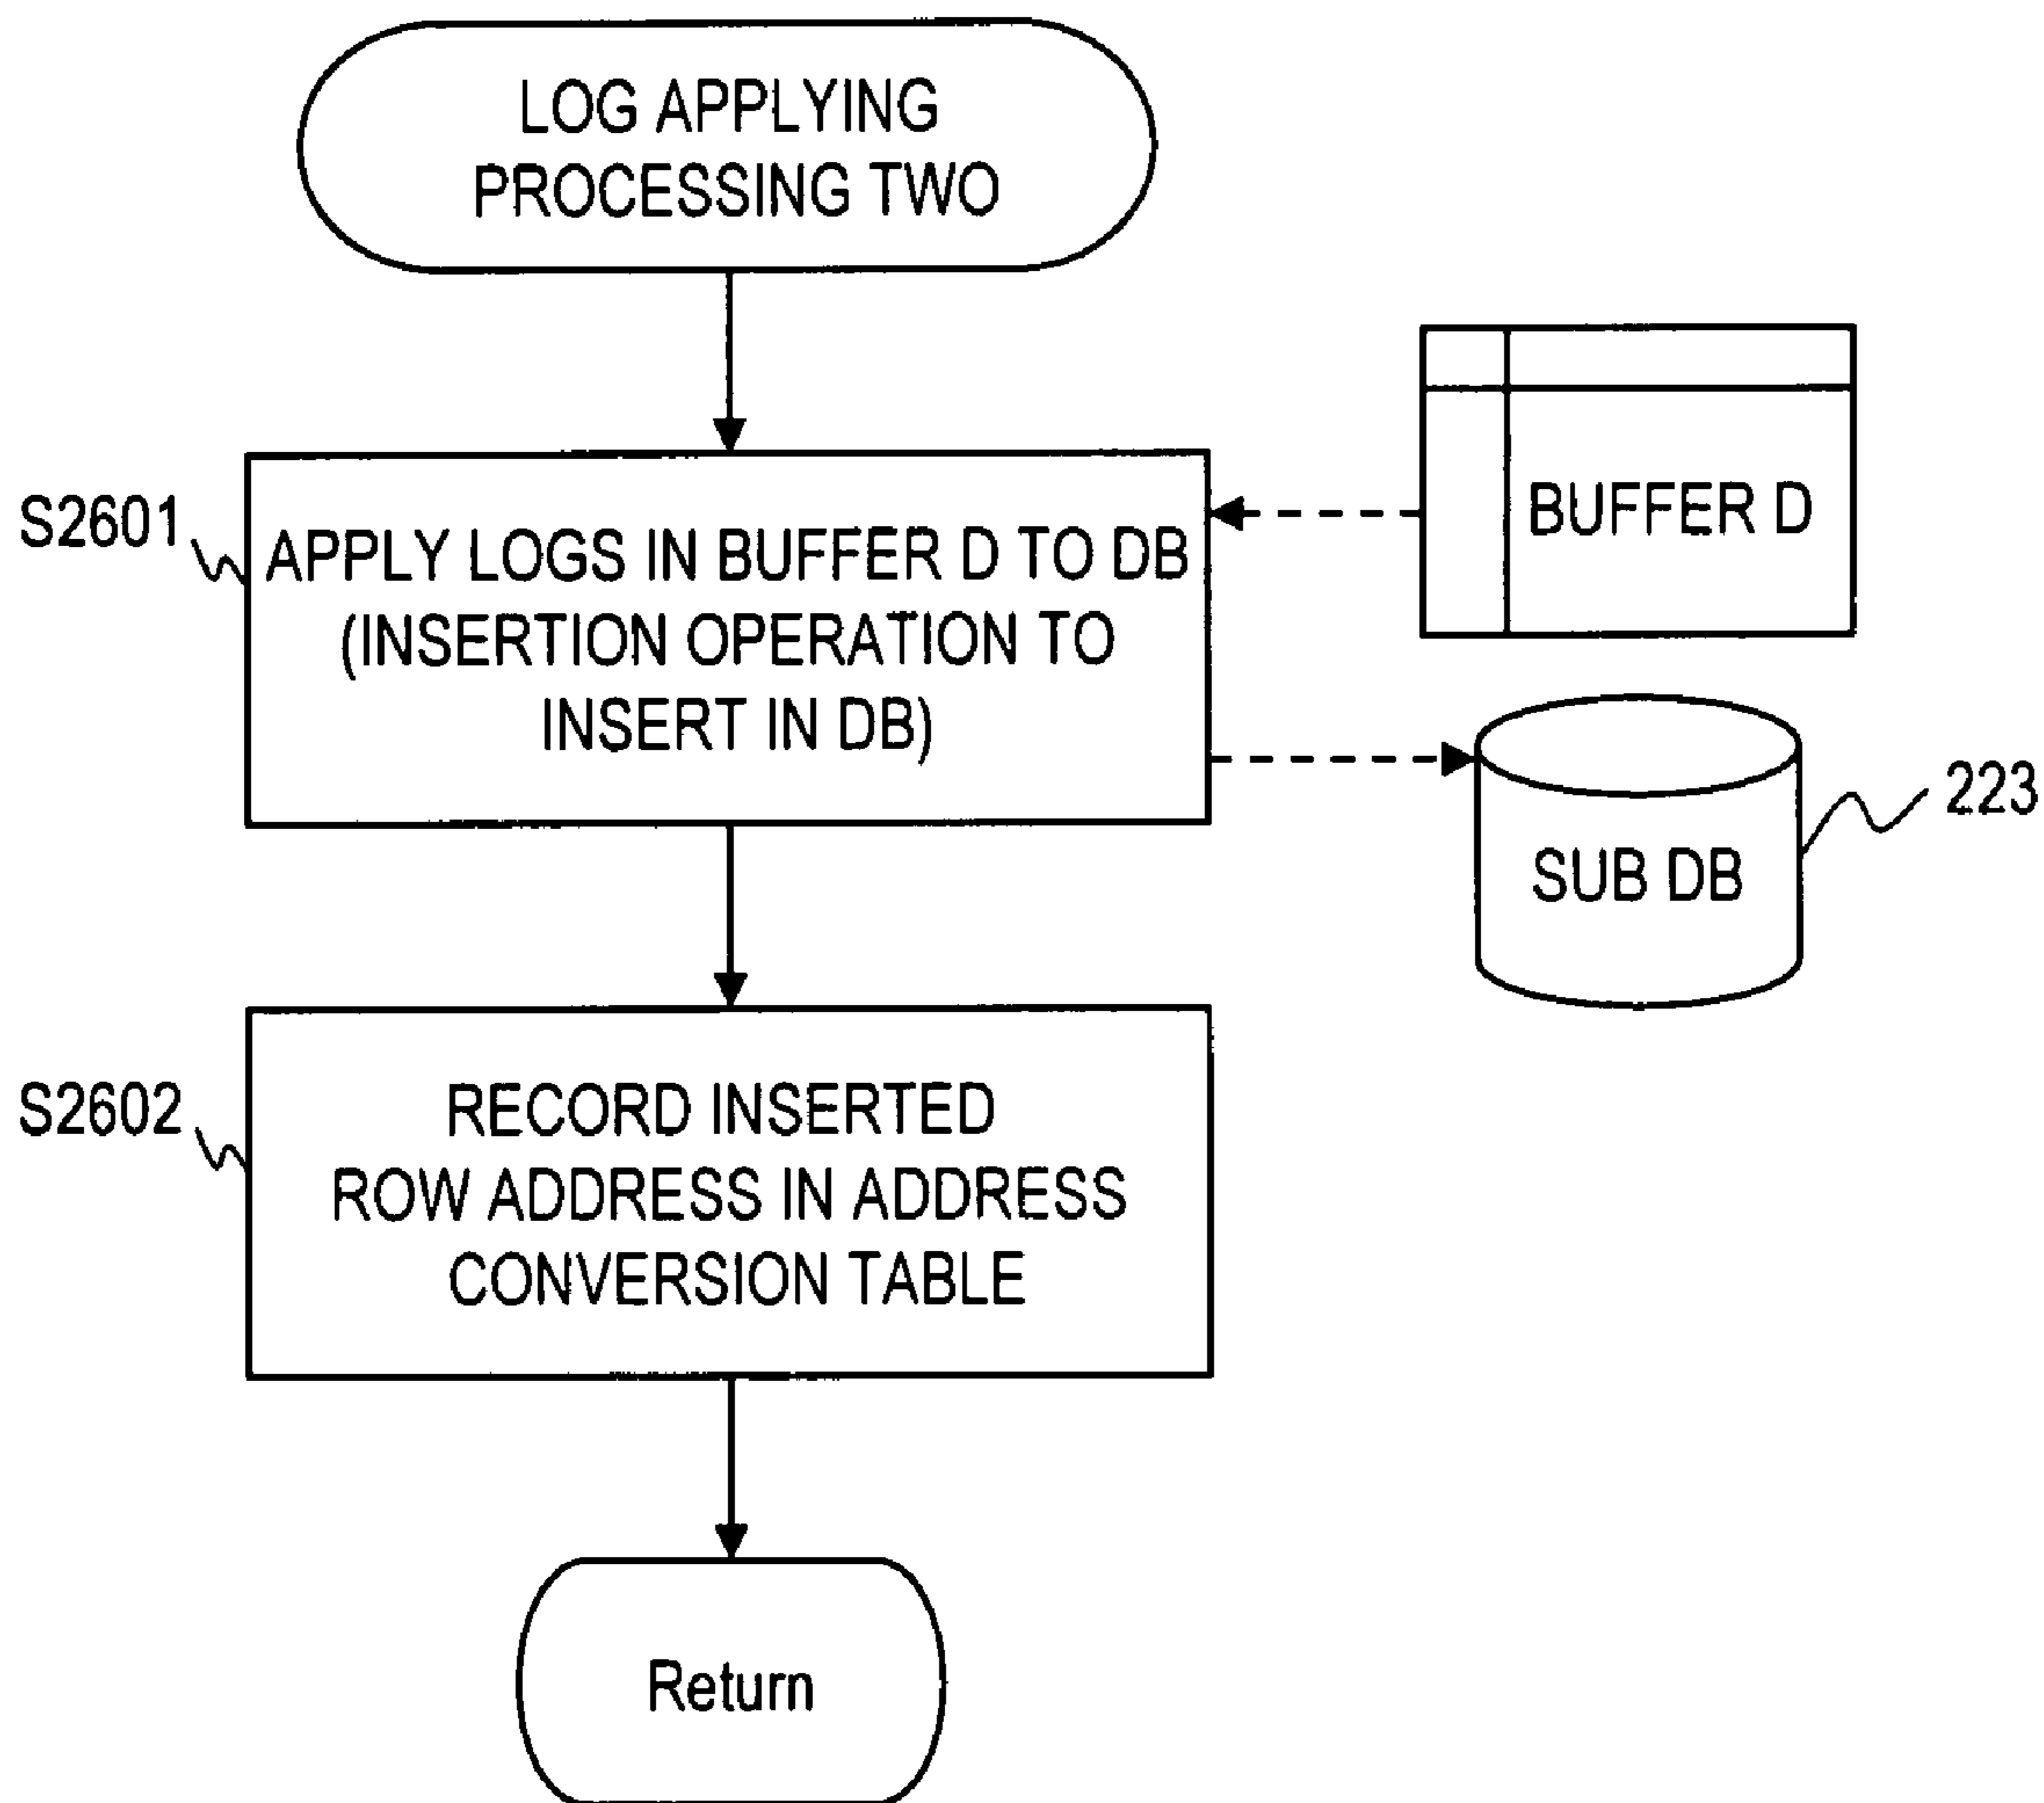 LOG APPLYING
PROCESSING TWO
S2601
APPLY LOGS IN BUFFER D TO DB
(INSERTION OPERATION TO
INSERT IN DB)
BUFFER D
SUB DB
223
S2602
RECORD INSERTED
ROW ADDRESS IN ADDRESS
CONVERSION TABLE
Return